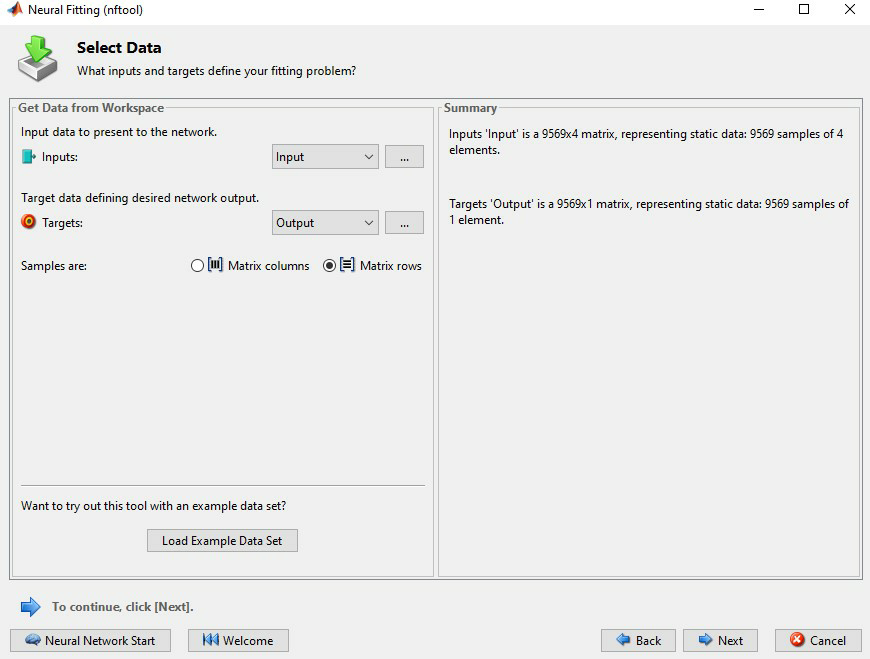 Neural Fitting (nftool)
Select Data
What inputs and targets define your fitting problem?
Get Data from Workspace
Input data to present to the network.
Inputs:
Input
...
Target data defining desired network output.
Targets:
Output
...
Samples are:
Matrix columns
Matrix rows
Want to try out this tool with an example data set?
Load Example Data Set
Summary
Inputs 'Input' is a 9569x4 matrix, representing static data: 9569 samples of 4
elements.
Targets 'Output' is a 9569x1 matrix, representing static data: 9569 samples of
1 element.
To continue, click [Next].
Neural Network Start
Welcome
Back
Next
Cancel